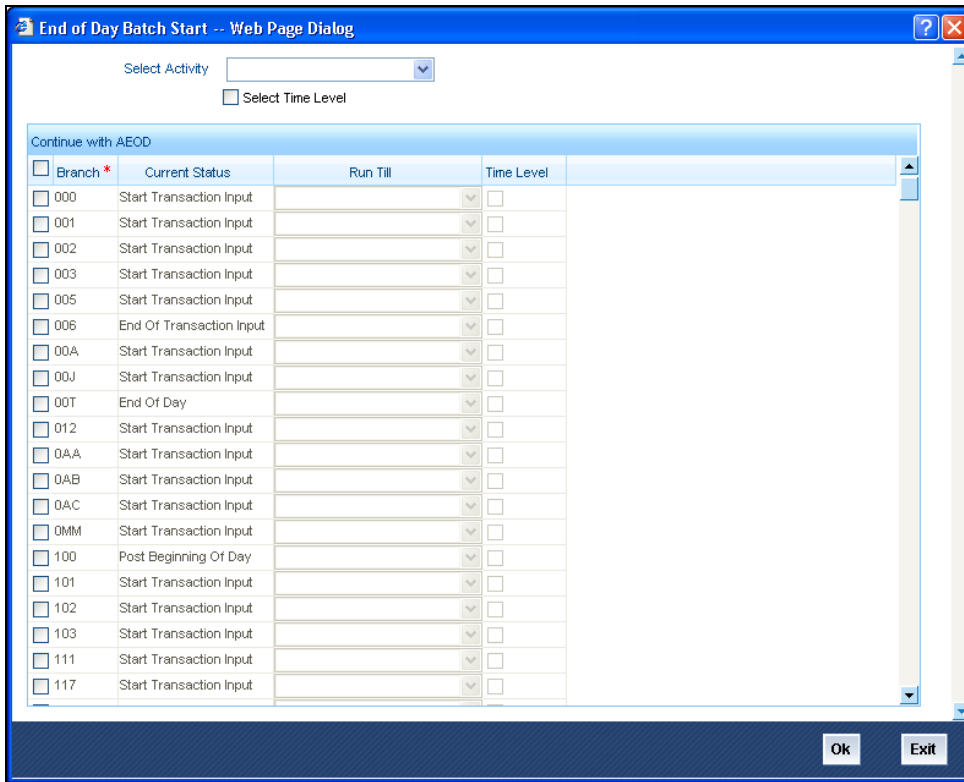 End of Day Batch Start -- Web Page Dialog
Select Activity
Select Time Level
Continue with AEOD
Branch * Current Status Run Till Time Level
000 Start Transaction Input
001 Start Transaction Input
002 Start Transaction Input
003 Start Transaction Input
005 Start Transaction Input
006 End Of Transaction Input
00A Start Transaction Input
00J Start Transaction Input
00T End Of Day
012 Start Transaction Input
0AA Start Transaction Input
0AB Start Transaction Input
0AC Start Transaction Input
0MM Start Transaction Input
100 Post Beginning Of Day
101 Start Transaction Input
102 Start Transaction Input
103 Start Transaction Input
111 Start Transaction Input
117 Start Transaction Input
Ok Exit